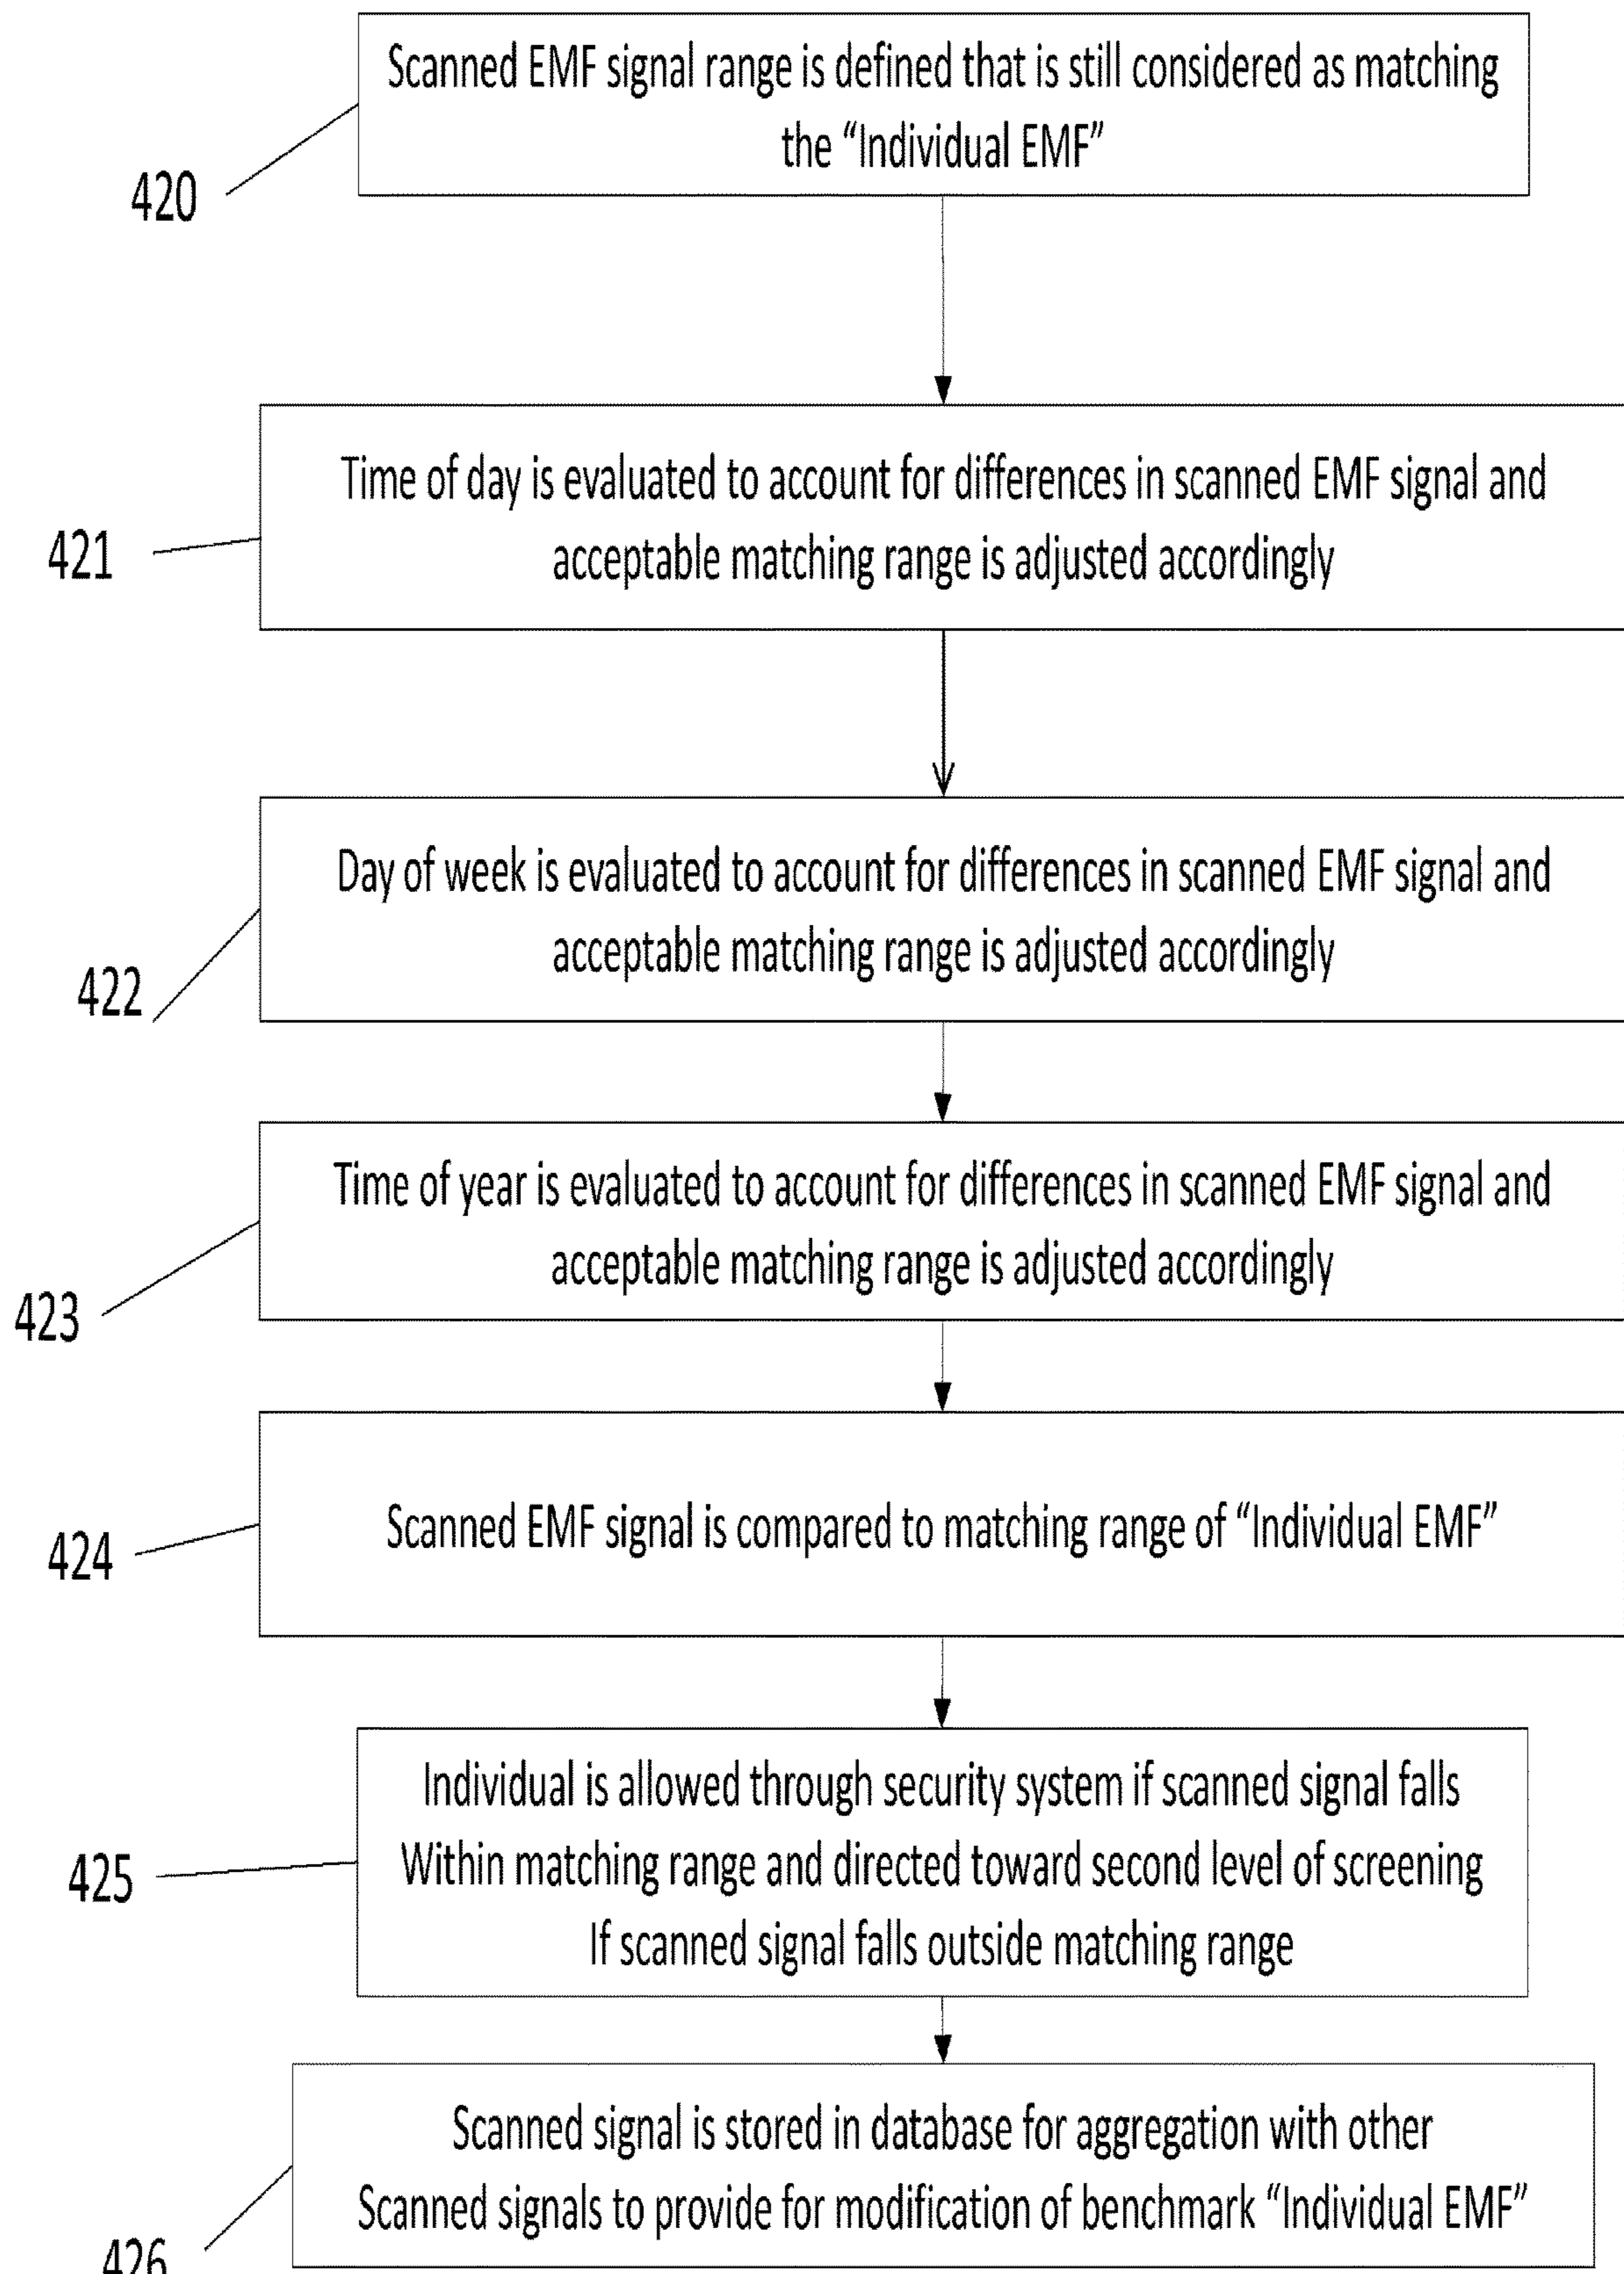 Scanned EMF signal range is defined that is still considered as matching
the “Individual EMF”
420
Time of day is evaluated to account for differences in scanned EMF signal and
acceptable matching range is adjusted accordingly
421
Day of week is evaluated to account for differences in scanned EMF signal and
acceptable matching range is adjusted accordingly
422
Time of year is evaluated to account for differences in scanned EMF signal and
acceptable matching range is adjusted accordingly
423
Scanned EMF signal is compared to matching range of “Individual EMF”
424
Individual is allowed through security system if scanned signal falls
Within matching range and directed toward second level of screening
If scanned signal falls outside matching range
425
Scanned signal is stored in database for aggregation with other
Scanned signals to provide for modification of benchmark “Individual EMF”
426